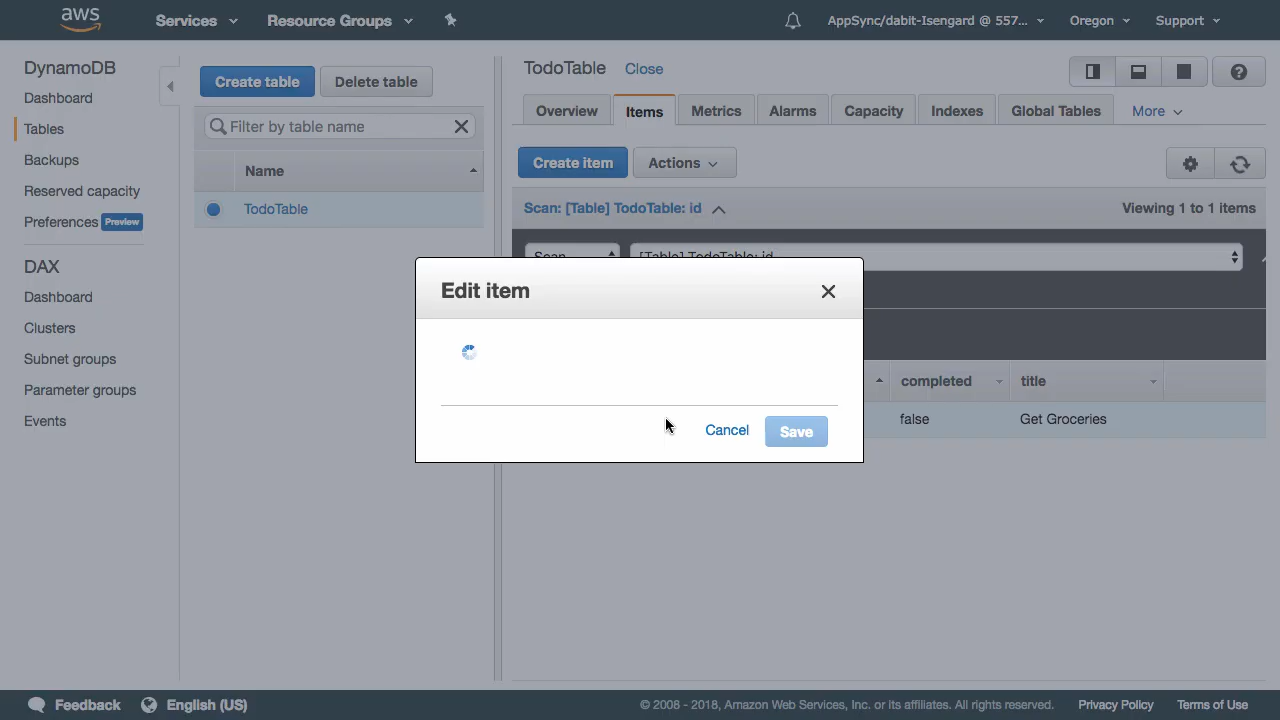 aws Services Resource Groups AppSync/dabit-Isengard @ 557... Oregon Support
DynamoDB
Dashboard
Tables
Backups
Reserved capacity
Preferences Preview
DAX
Dashboard
Clusters
Subnet groups
Parameter groups
Events
Create table Delete table
Filter by table name
Name
TodoTable
TodoTable Close
Overview Items Metrics Alarms Capacity Indexes Global Tables More
Create item Actions
Scan: [Table] TodoTable: id Viewing 1 to 1 items
Scan [Table] TodoTable: id
completed title
false Get Groceries
Edit item
Cancel Save
Feedback English (US) © 2008 - 2018, Amazon Web Services, Inc. or its affiliates. All rights reserved. Privacy Policy Terms of Use